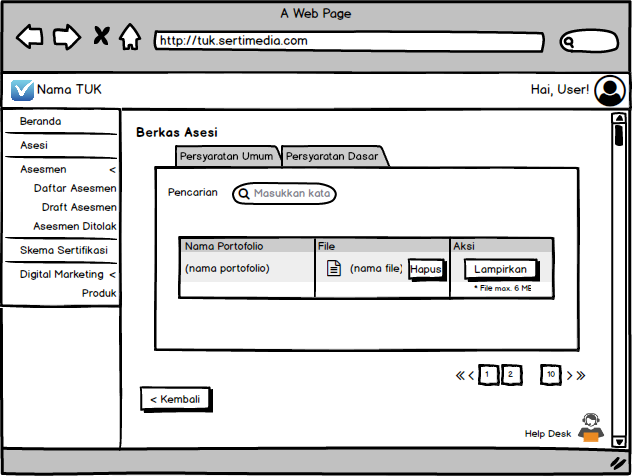 A Web Page
http://tuk.sertimedia.com
Nama TUK
Hai, User!
Beranda
Asesi
Asesmen <
Daftar Asesmen
Draft Asesmen
Asesmen Ditolak
Skema Sertifikasi
Digital Marketing <
Produk
Berkas Asesi
Persyaratan Umum
Persyaratan Dasar
Pencarian
Masukkan kata
Nama Portofolio File Aksi
(nama portofolio) (nama file) Hapus Lampirkan
* File max. 6 MB
« < 1 2 10 > »
< Kembali
Help Desk